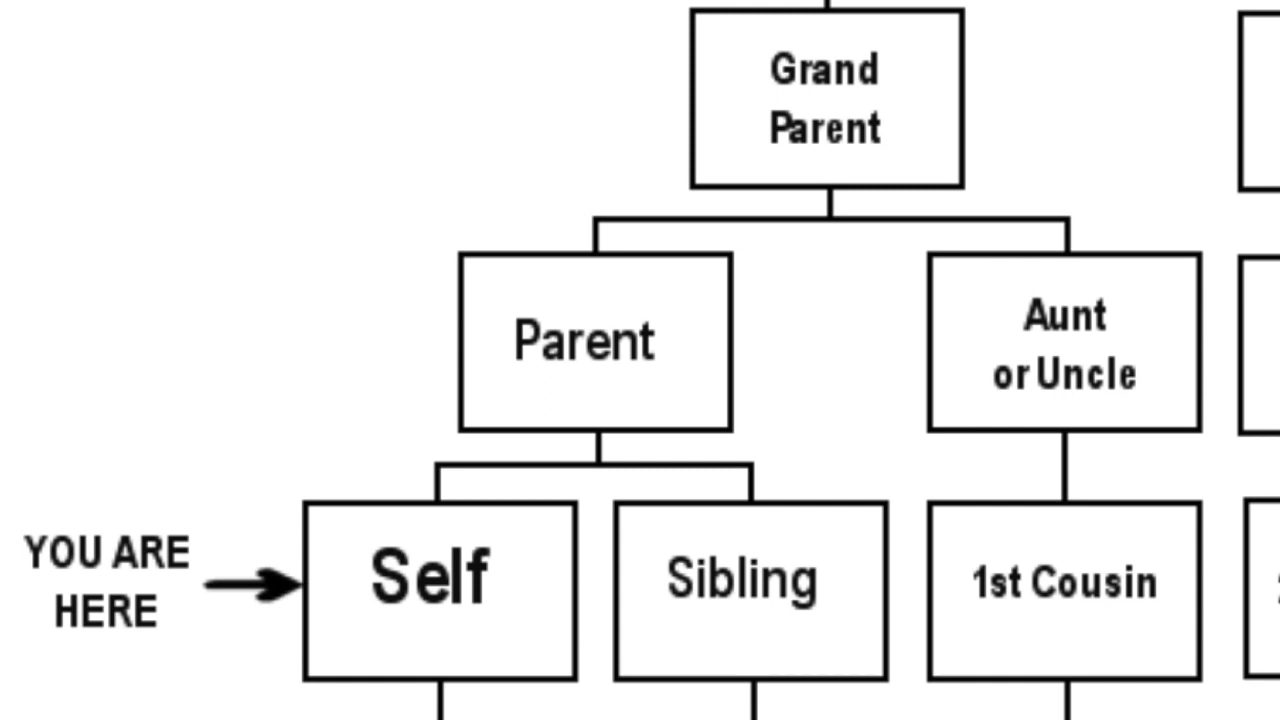 Grand
Parent
Parent
Aunt
or Uncle
YOU ARE
HERE
Self
Sibling
1st Cousin